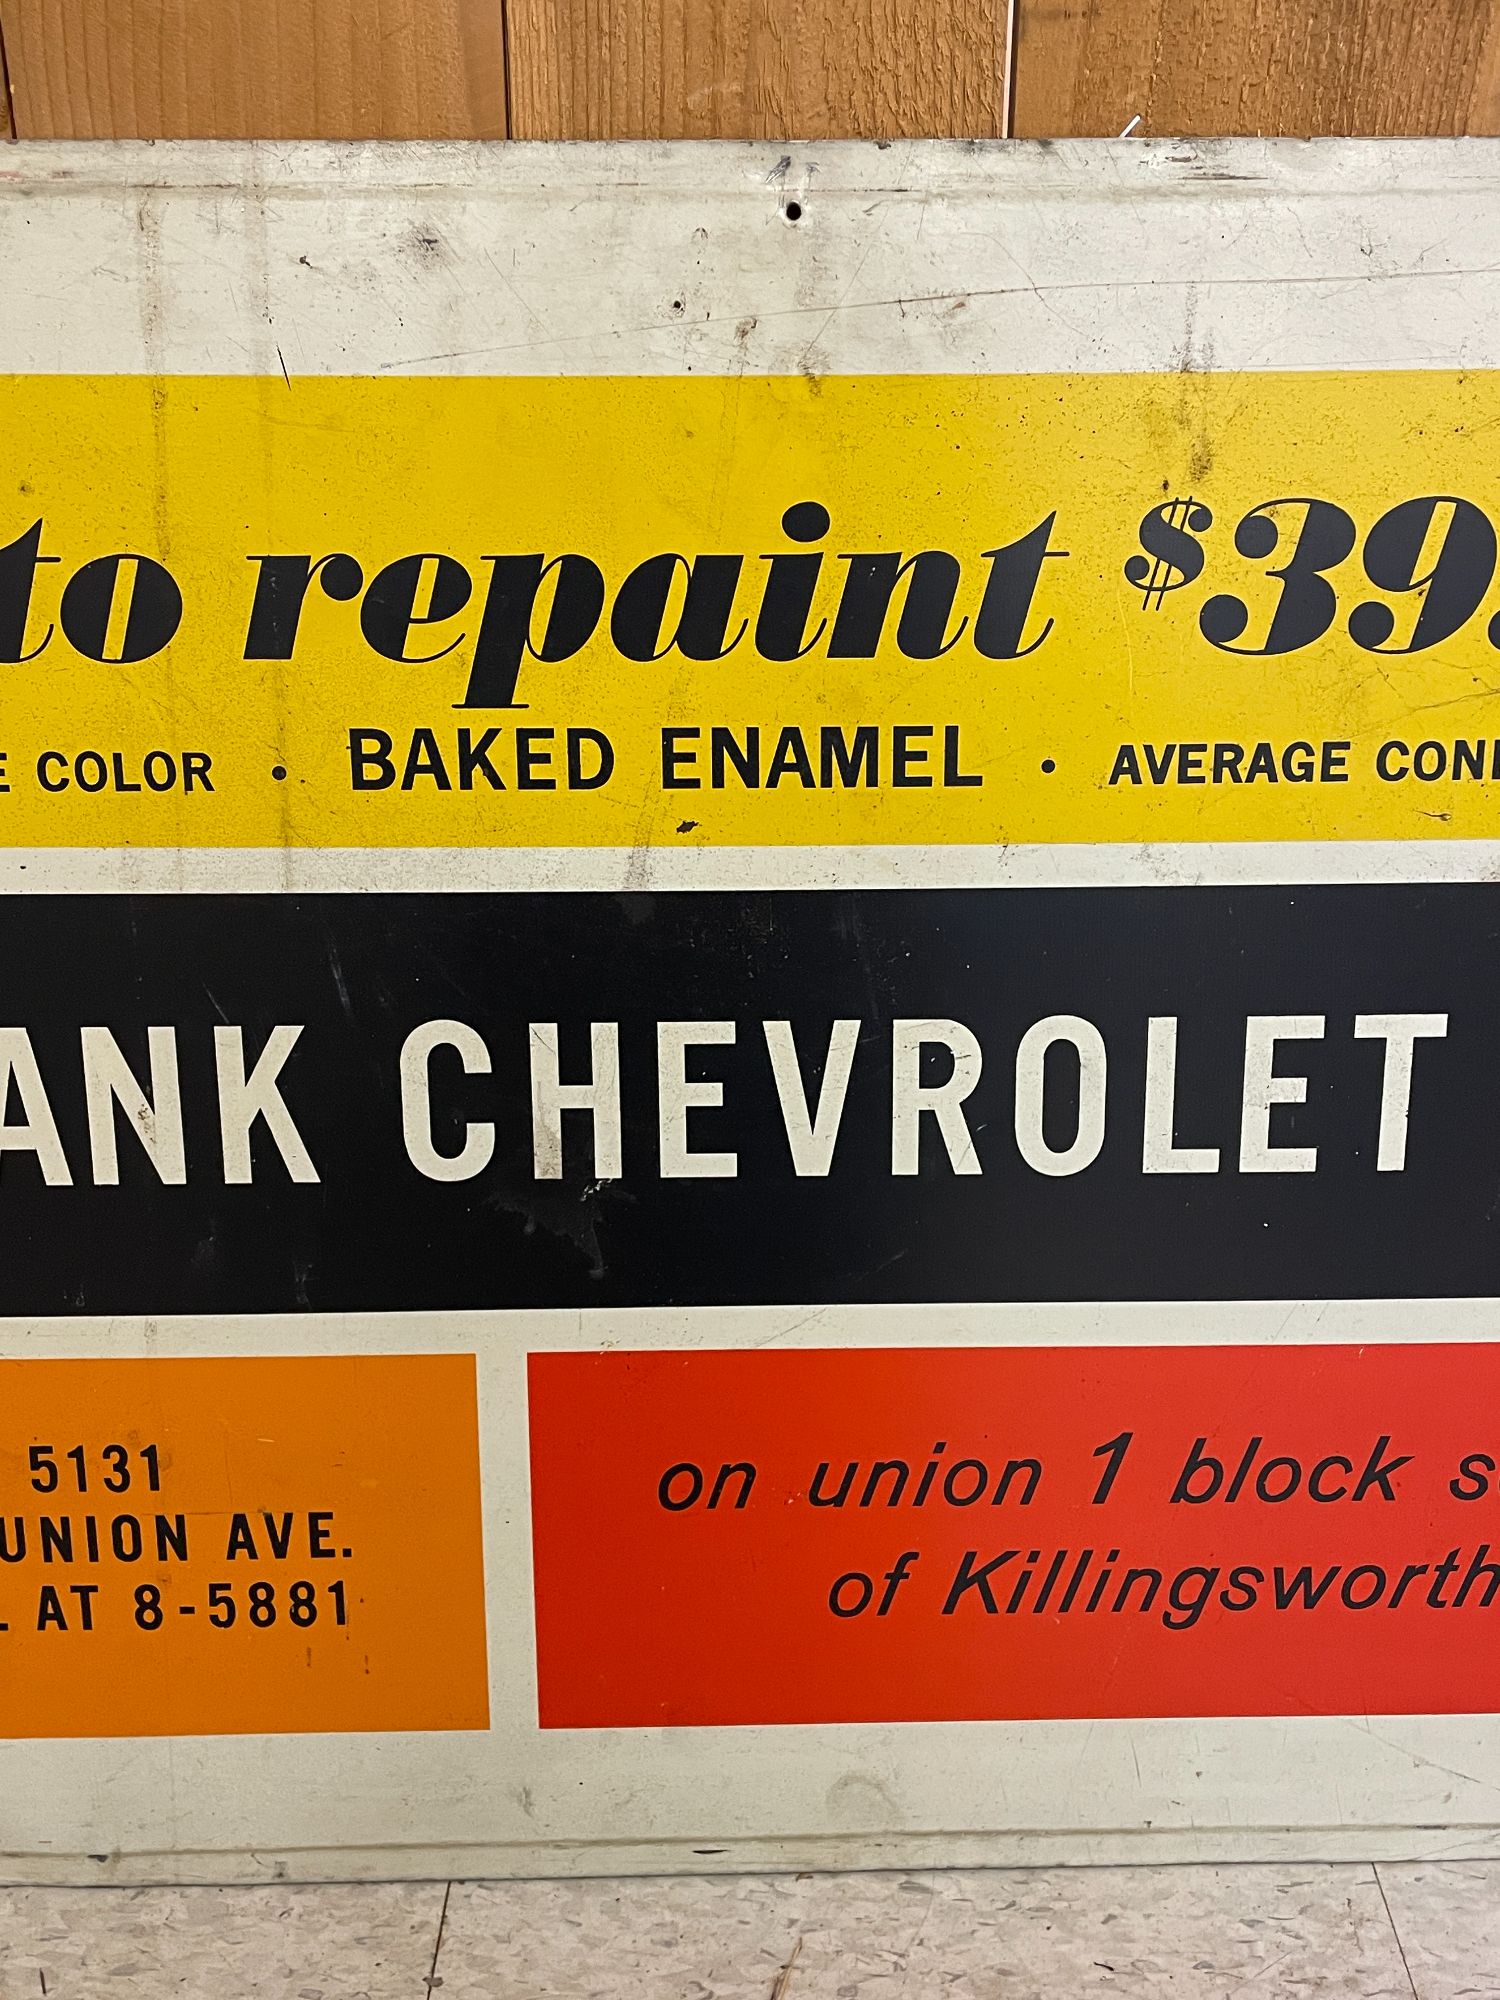 to repaint $39
COLOR • BAKED ENAMEL • AVERAGE
ANK CHEVROLET
5131
UNION AVE.
AT 8-5881
on union 1 block
of Killingsworth